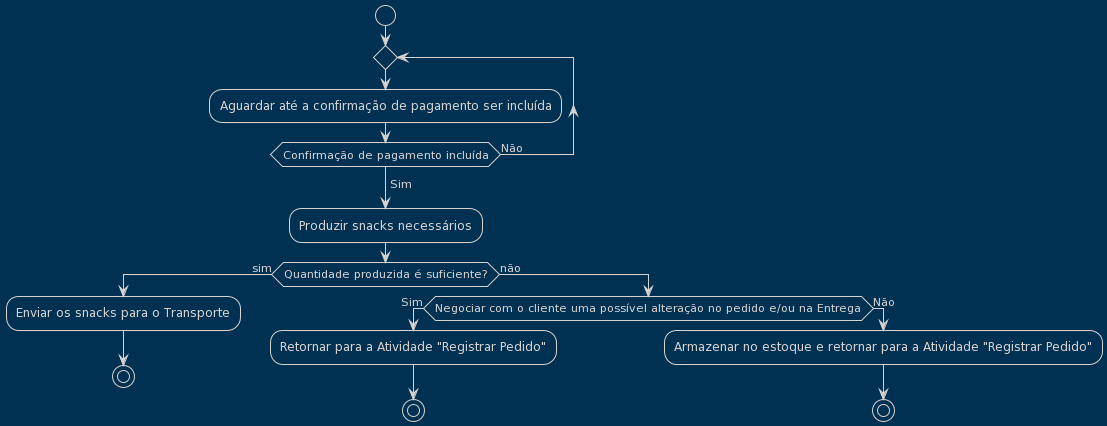 Aguardar até a confirmação de pagamento ser incluída
Confirmação de pagamento incluída
Não
Sim
Produzir snacks necessários
sim
Quantidade produzida é suficiente?
não
Enviar os snacks para o Transporte
Sim
Negociar com o cliente uma possível alteração no pedido e/ou na Entrega
Não
Retornar para a Atividade "Registrar Pedido"
Armazenar no estoque e retornar para a Atividade "Registrar Pedido"